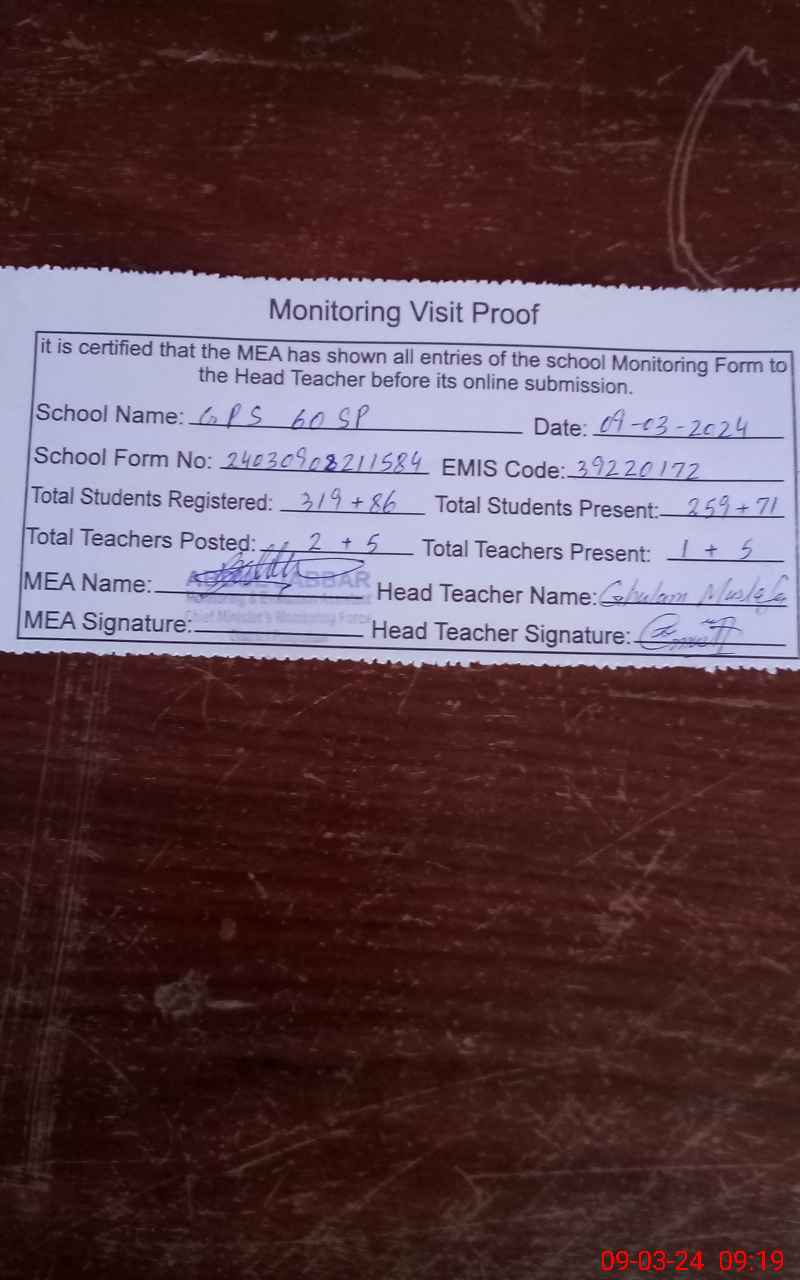 Monitoring Visit Proof
it is certified that the MEA has shown all entries of the school Monitoring Form to
the Head Teacher before its online submission.
School Name: GPS 60 SP Date: 09-03-2024
School Form No: 24030908211584 EMIS Code: 39220172
Total Students Registered: 319+86 Total Students Present: 259+71
Total Teachers Posted: 2 + 5 Total Teachers Present: 1 + 5
MEA Name: Head Teacher Name: Ghulam Mustafa
Chief Minister's Monitoring Force
MEA Signature: Head Teacher Signature:
09-03-24 09:19